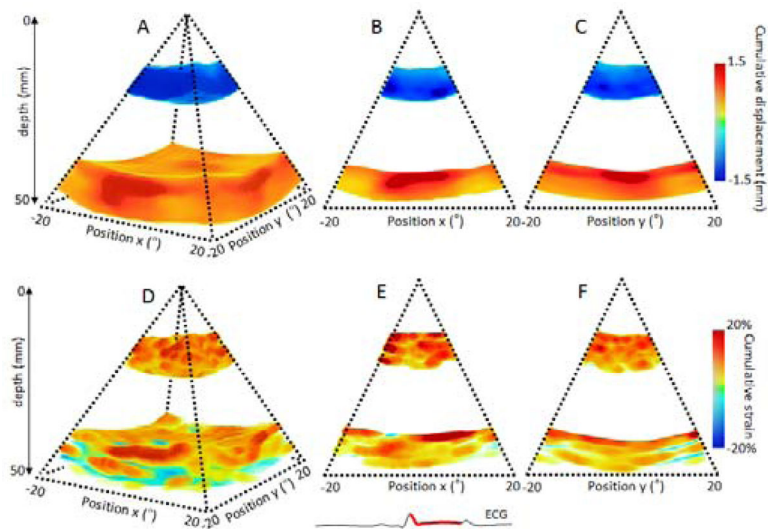 A
B
C
0
depth (mm)
50
-20
Position x (°)
20
-20
Position y (°)
20
-20
Position x (°)
20
-20
Position y (°)
20
1.5
-1.5
Cumulative displacement (mm)
D
E
F
0
depth (mm)
50
-20
Position x (°)
20
-20
Position y (°)
20
-20
Position x (°)
20
-20
Position y (°)
20
20%
-20%
Cumulative strain
ECG